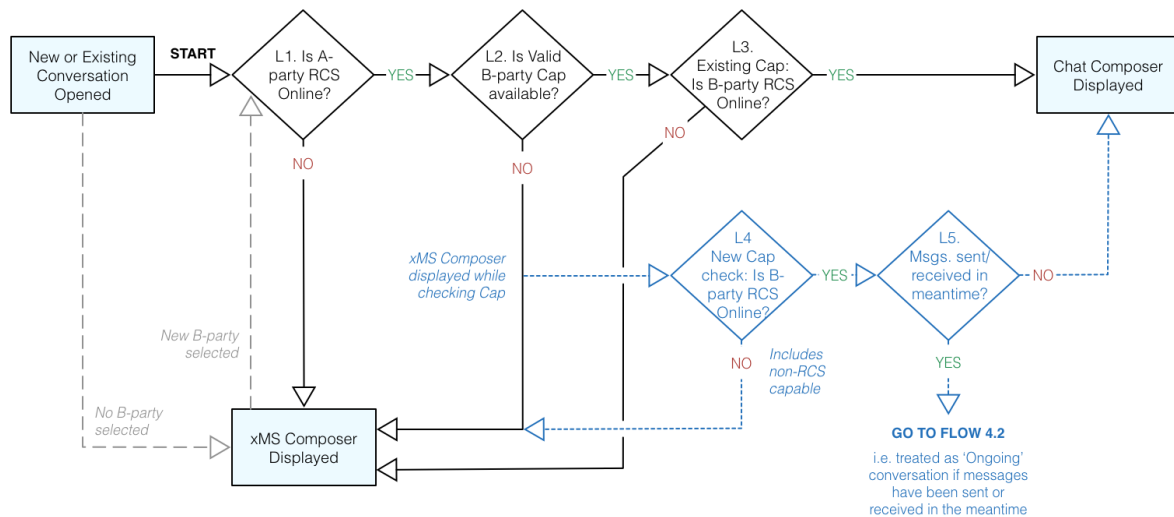 New or Existing
Conversation
Opened
START
L1. Is A-
party RCS
Online?
YES
L2. Is Valid
B-party Cap
available?
YES
L3.
Existing Cap:
Is B-party RCS
Online?
YES
Chat Composer
Displayed
NO
NO
NO
xMS Composer
displayed while
checking Cap
L4
New Cap
check: Is B-
party RCS
Online?
YES
L5.
Msgs. sent/
received in
meantime?
NO
New B-party
selected
NO
Includes
non-RCS
capable
YES
No B-party
selected
xMS Composer
Displayed
GO TO FLOW 4.2
i.e. treated as ‘Ongoing’
conversation if messages
have been sent or
received in the meantime